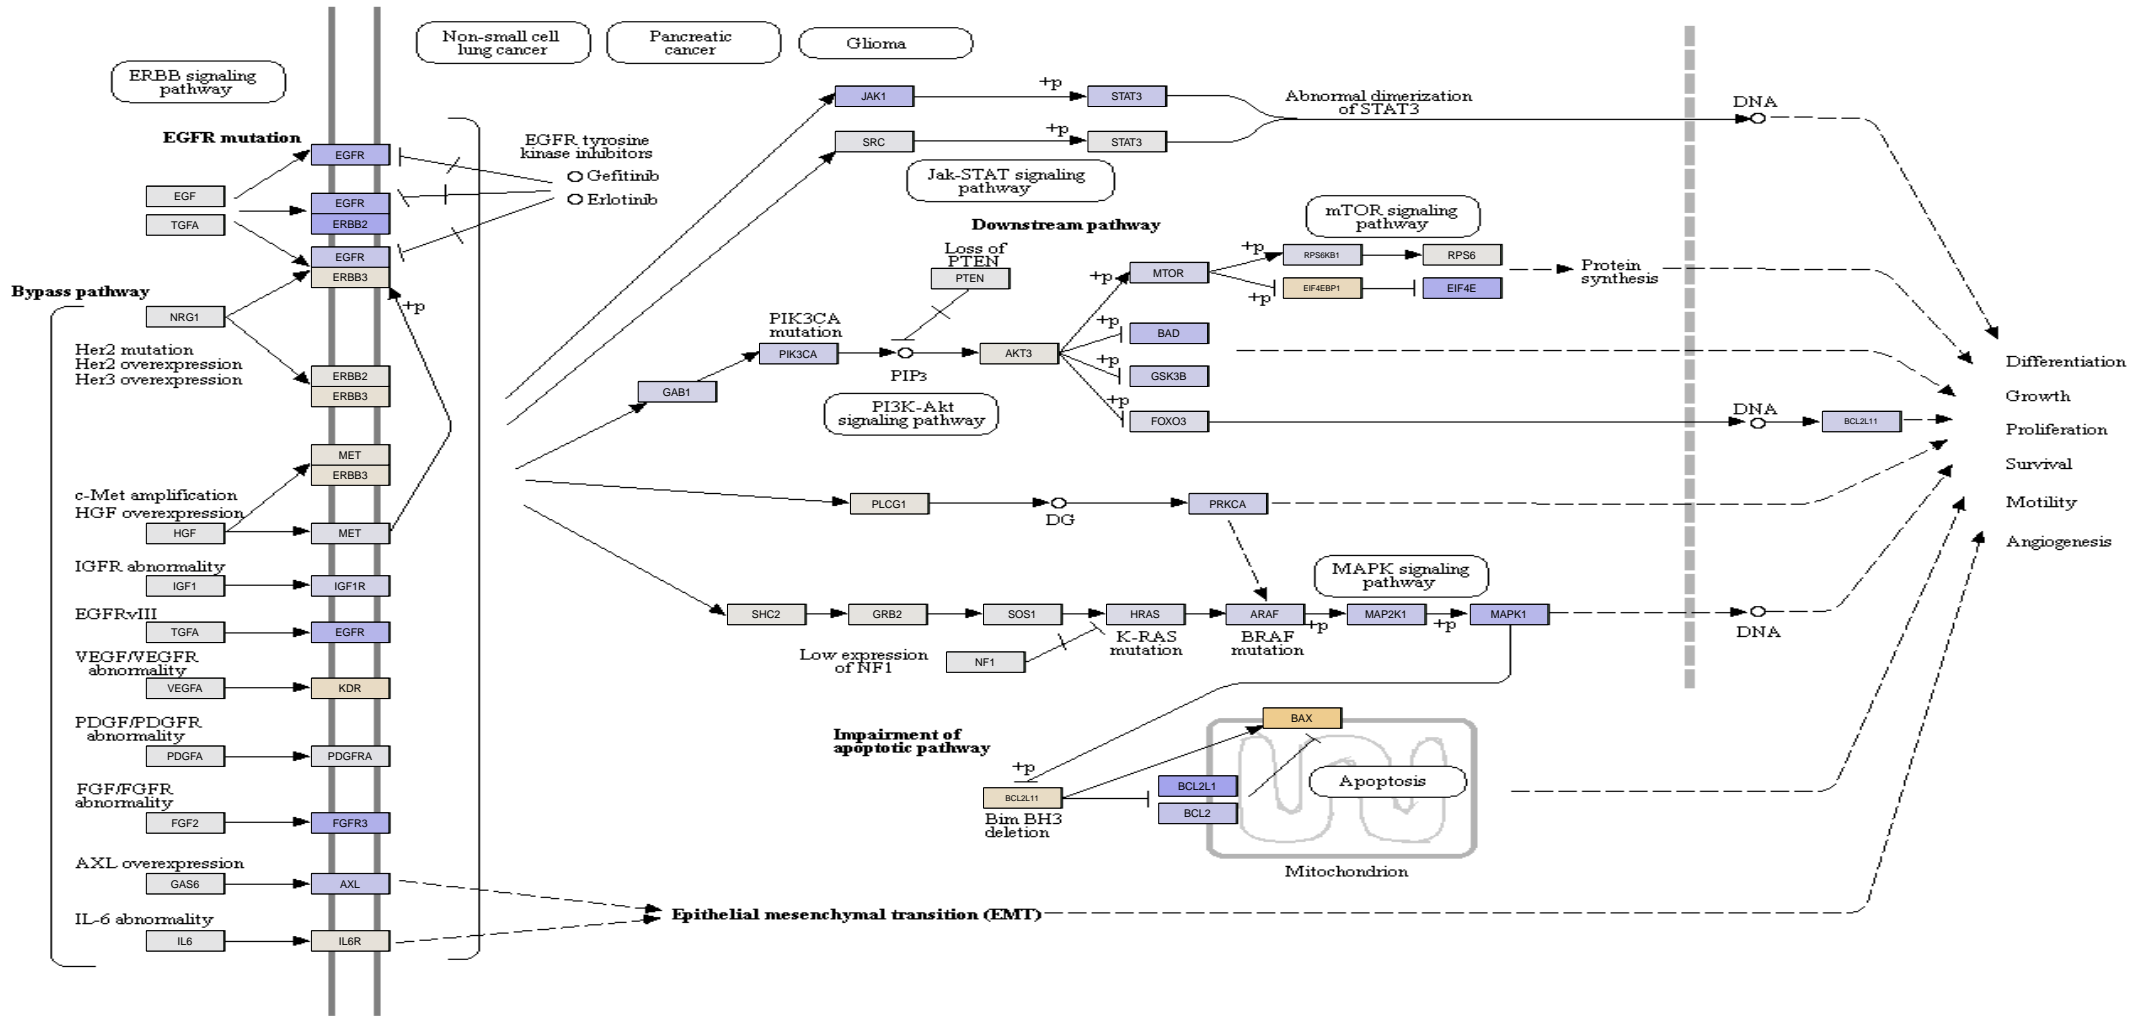 Non-small cell
lung cancer
Pancreatic
cancer
Glioma
ERBB signaling
pathway
EGFR mutation
EGFR
EGF
TGFA
EGFR
ERBB2
EGFR
ERBB3
EGFR tyrosine
kinase inhibitors
Gefitinib
Erlotinib
Bypass pathway
NRG1
+p
Her2 mutation
Her2 overexpression
Her3 overexpression
ERBB2
ERBB3
MET
ERBB3
c-Met amplification
HGF overexpression
HGF
MET
IGFR abnormality
IGF1
IGF1R
EGFRvIII
TGFA
EGFR
VEGF/VEGFR
abnormality
VEGFA
KDR
PDGF/PDGFR
abnormality
PDGFA
PDGFRA
FGF/FGFR
abnormality
FGF2
FGFR3
AXL overexpression
GAS6
AXL
IL-6 abnormality
IL6
IL6R
Epithelial mesenchymal transition (EMT)
JAK1
+p
STAT3
SRC
+p
STAT3
Abnormal dimerization
of STAT3
DNA
Jak-STAT signaling
pathway
Downstream pathway
mTOR signaling
pathway
Loss of
PTEN
PTEN
+p
MTOR
+p
RPS6KB1
RPS6
+p
EIF4EBP1
EIF4E
Protein
synthesis
PIK3CA
mutation
PIK3CA
GAB1
PIP3
AKT3
+p
BAD
+p
GSK3B
+p
FOXO3
DNA
BCL2L11
PI3K-Akt
signaling pathway
PLCG1
DG
PRKCA
MAPK signaling
pathway
SHC2
GRB2
SOS1
HRAS
ARAF
+p
MAP2K1
+p
MAPK1
K-RAS
mutation
BRAF
mutation
DNA
Low expression
of NF1
NF1
Impairment of
apoptotic pathway
BAX
+p
BCL2L11
Bim BH3
deletion
BCL2L1
BCL2
Apoptosis
Mitochondrion
Differentiation
Growth
Proliferation
Survival
Motility
Angiogenesis